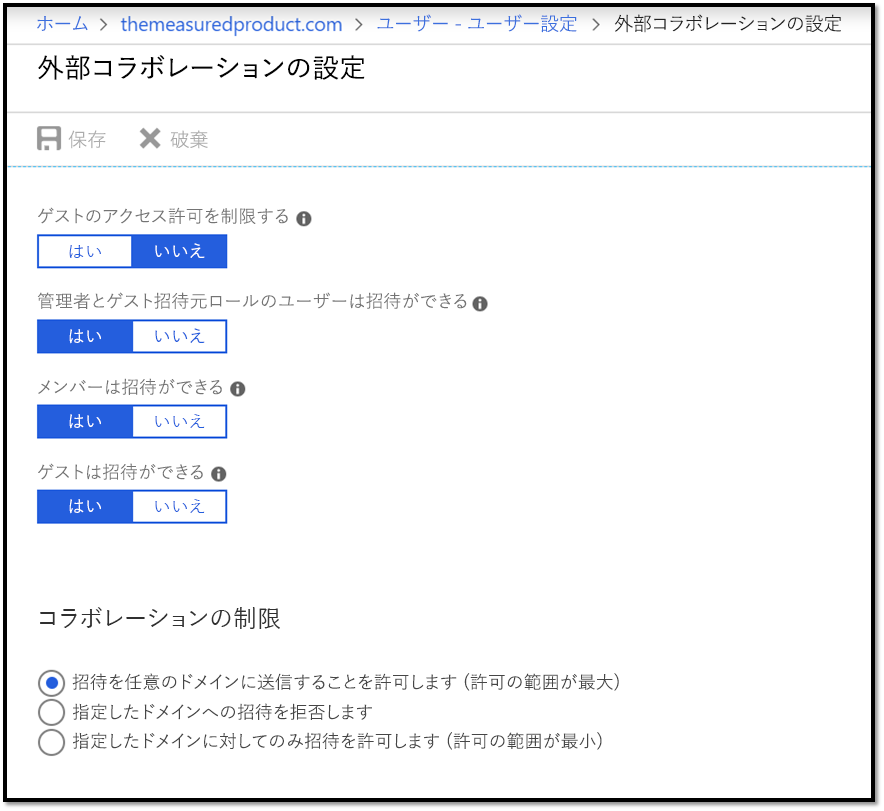 ホーム > themeasuredproduct.com > ユーザー - ユーザー設定 > 外部コラボレーションの設定
外部コラボレーションの設定
保存 破棄
ゲストのアクセス許可を制限する
はい いいえ
管理者とゲスト招待元ロールのユーザーは招待ができる
はい いいえ
メンバーは招待ができる
はい いいえ
ゲストは招待ができる
はい いいえ
コラボレーションの制限
招待を任意のドメインに送信することを許可します (許可の範囲が最大)
指定したドメインへの招待を拒否します
指定したドメインに対してのみ招待を許可します (許可の範囲が最小)